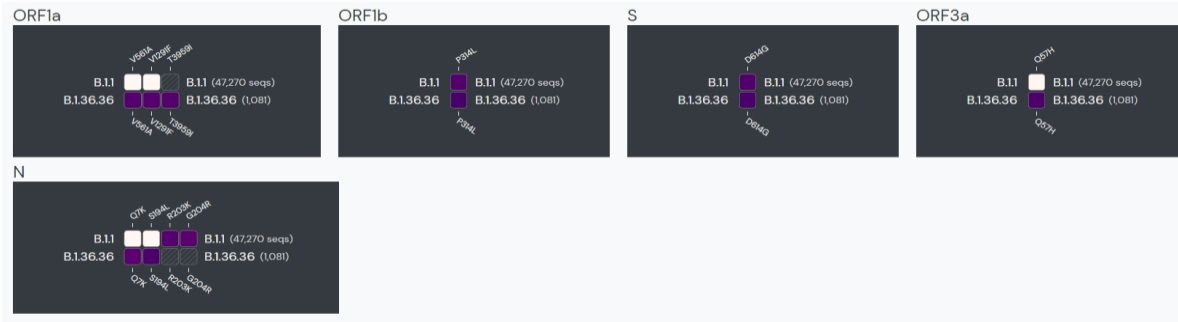 ORF1a
V561A V1291F T3959I
B.1.1 B.1.1 (47,270 seqs)
B.1.36.36 B.1.36.36 (1,081)
V561A V1291F T3959I
ORF1b
P314L
B.1.1 B.1.1 (47,270 seqs)
B.1.36.36 B.1.36.36 (1,081)
P314L
S
D614G
B.1.1 B.1.1 (47,270 seqs)
B.1.36.36 B.1.36.36 (1,081)
D614G
ORF3a
Q57H
B.1.1 B.1.1 (47,270 seqs)
B.1.36.36 B.1.36.36 (1,081)
Q57H
N
Q7K S194L R203K G204R
B.1.1 B.1.1 (47,270 seqs)
B.1.36.36 B.1.36.36 (1,081)
Q7K S194L R203K G204R